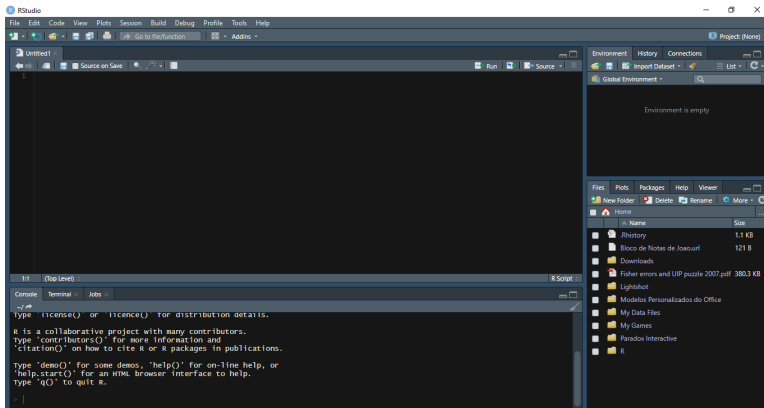 RStudio
File Edit Code View Plots Session Build Debug Profile Tools Help
Go to file/function Addins Project: (None)
Untitled1
Source on Save Run Source
1
1:1 (Top Level) R Script
Console Terminal Jobs
~/
Type 'license()' or 'licence()' for distribution details.
R is a collaborative project with many contributors.
Type 'contributors()' for more information and
'citation()' on how to cite R or R packages in publications.
Type 'demo()' for some demos, 'help()' for on-line help, or
'help.start()' for an HTML browser interface to help.
Type 'q()' to quit R.
>
Environment History Connections
Import Dataset List
Global Environment
Environment is empty
Files Plots Packages Help Viewer
New Folder Delete Rename More
Home
Name Size
.Rhistory 1.1 KB
Bloco de Notas de Joao.url 121 B
Downloads
Fisher errors and UIP puzzle 2007.pdf 380.3 KB
Lightshot
Modelos Personalizados do Office
My Data Files
My Games
Paradox Interactive
R